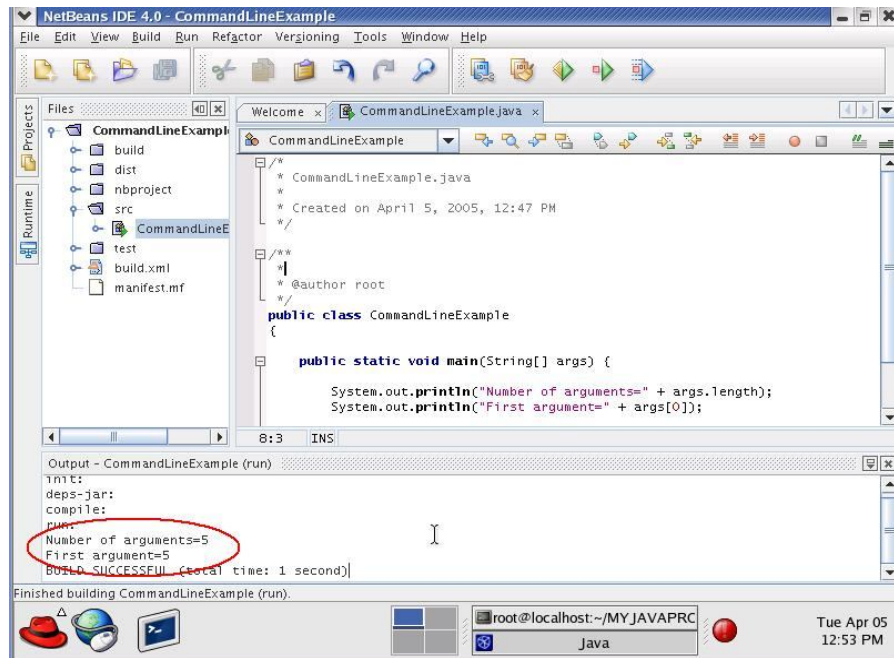 NetBeans IDE 4.0 - CommandLineExample
File Edit View Build Run Refactor Versioning Tools Window Help
Projects
Runtime
Files
CommandLineExampl
build
dist
nbproject
src
CommandLineE
test
build.xml
manifest.mf
Welcome x CommandLineExample.java x
CommandLineExample
/*
* CommandLineExample.java
*
* Created on April 5, 2005, 12:47 PM
*/
/**
*
* @author root
*/
public class CommandLineExample
{
public static void main(String[] args) {
System.out.println("Number of arguments=" + args.length);
System.out.println("First argument=" + args[0]);
8:3 INS
Output - CommandLineExample (run)
init:
deps-jar:
compile:
run:
Number of arguments=5
First argument=5
BUILD SUCCESSFUL (total time: 1 second)
Finished building CommandLineExample (run).
root@localhost:~/MYJAVAPRC
Java
Tue Apr 05
12:53 PM